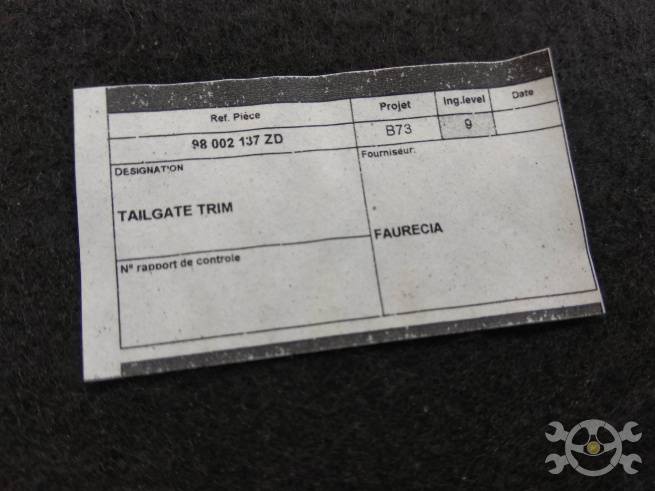 Ref. Pièce Projet Ing.level Date
98 002 137 ZD B73 9
DESIGNATION Fournisseur:
TAILGATE TRIM
FAURECIA
N° rapport de controle